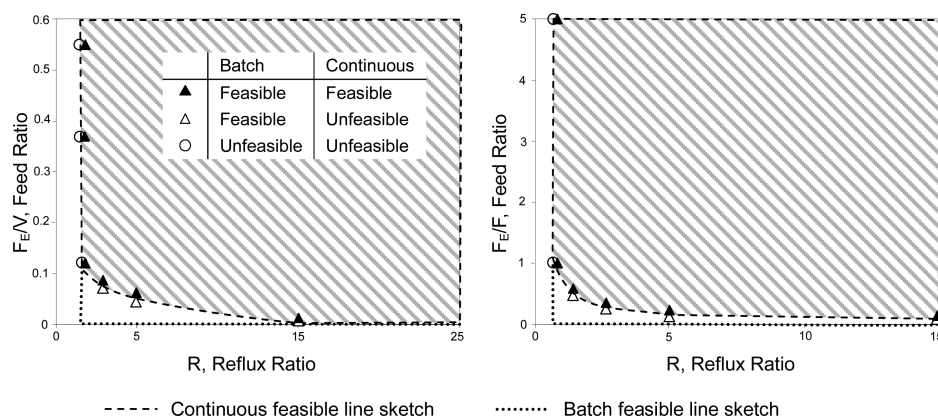 0.6
0.5
0.4
0.3
0.2
0.1
0
F_E/V, Feed Ratio
0 5 15 25
R, Reflux Ratio
Batch Continuous
Feasible Feasible
Feasible Unfeasible
Unfeasible Unfeasible
5
4
3
2
1
0
F_E/F, Feed Ratio
0 5 10 15
R, Reflux Ratio
Continuous feasible line sketch
Batch feasible line sketch